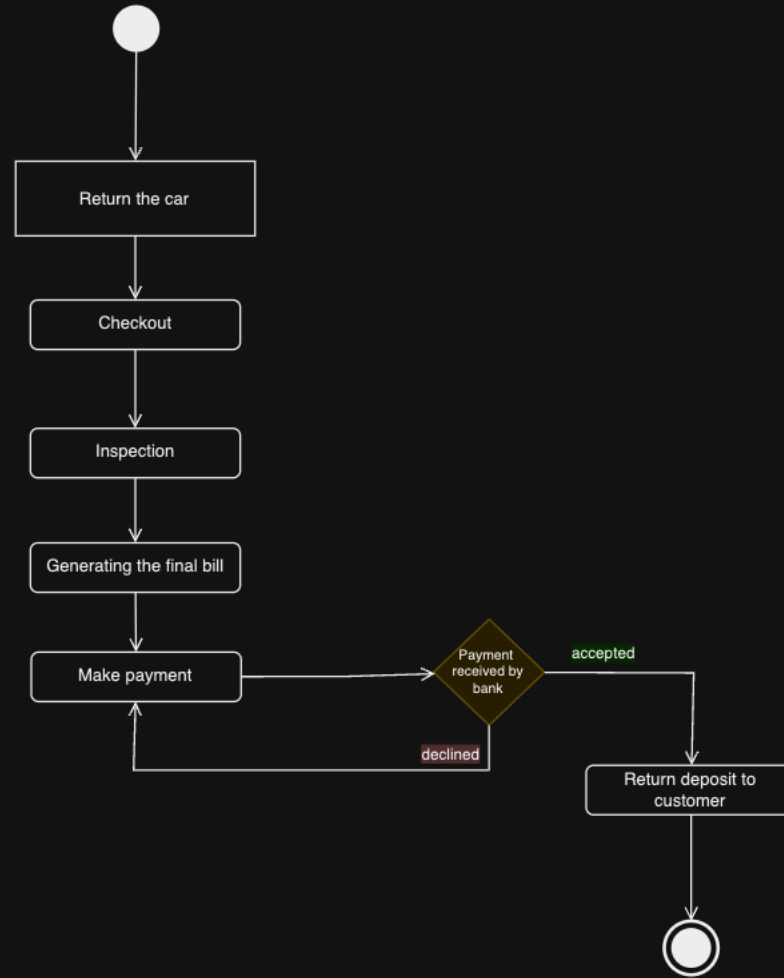 Return the car
Checkout
Inspection
Generating the final bill
Make payment
Payment
received by
bank
accepted
declined
Return deposit to
customer